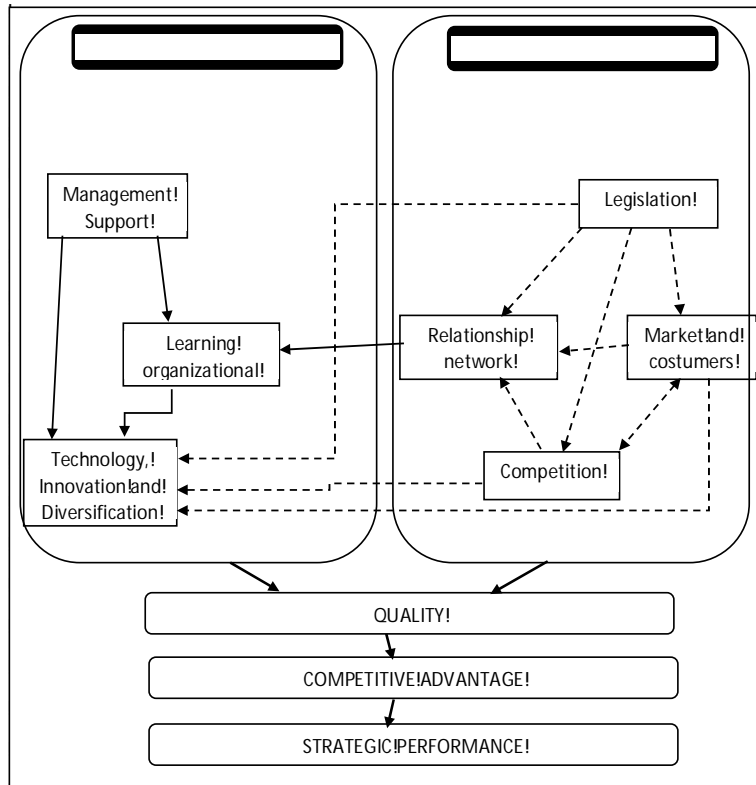 Management!
Support!
Legislation!
Learning!
organizational!
Relationship!
network!
Market!and!
costumers!
Technology,!
Innovation!and!
Diversification!
Competition!
QUALITY!
COMPETITIVE!ADVANTAGE!
STRATEGIC!PERFORMANCE!